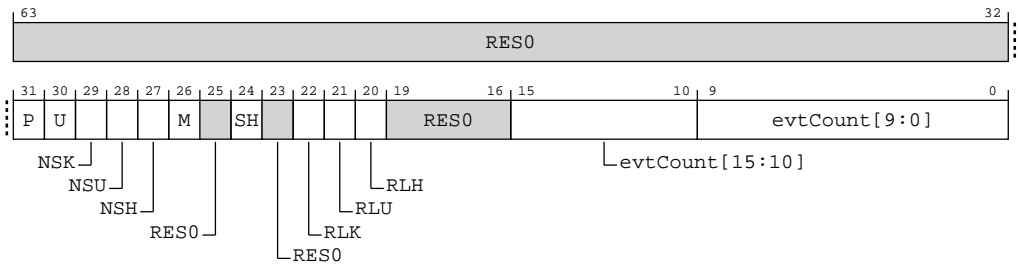 63 32
RES0
31 30 29 28 27 26 25 24 23 22 21 20 19 16 15 10 9 0
P U M SH RES0 evtCount[9:0]
NSK evtCount[15:10]
NSU RLH
NSH RLU
RES0 RLK
RES0